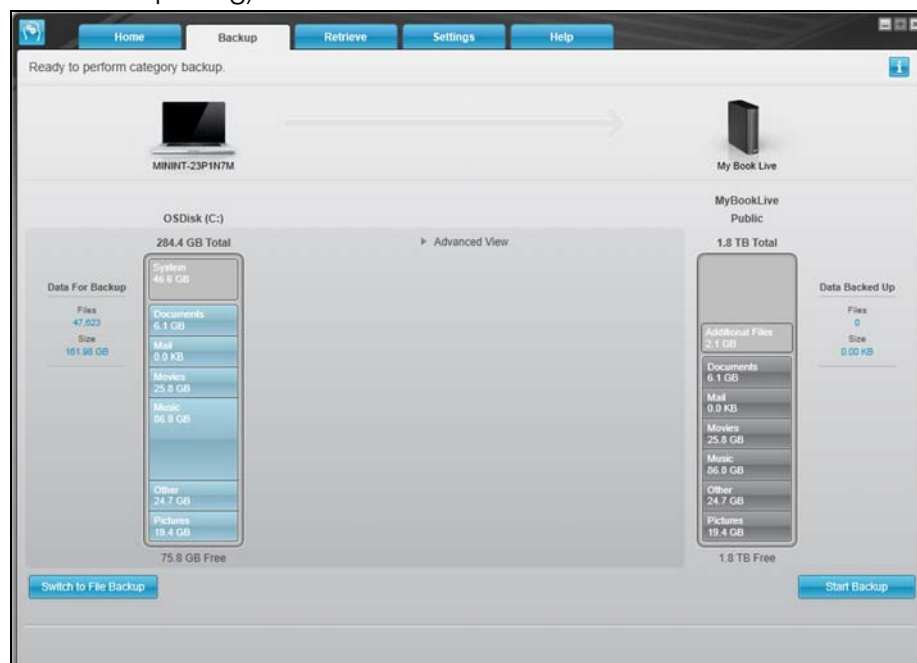 Home Backup Retrieve Settings Help
Ready to perform category backup.
MININT-23P1N7M
My Book Live
OSDisk (C:)
MyBookLive
Public
284.4 GB Total
Advanced View
1.8 TB Total
Data For Backup
Files
47,623
Size
161.98 GB
System
46.6 GB
Documents
6.1 GB
Mail
0.0 KB
Movies
25.8 GB
Music
86.8 GB
Other
24.7 GB
Pictures
19.4 GB
75.8 GB Free
Additional Files
2.1 GB
Documents
6.1 GB
Mail
0.0 KB
Movies
25.8 GB
Music
86.0 GB
Other
24.7 GB
Pictures
19.4 GB
1.8 TB Free
Data Backed Up
Files
0
Size
0.00 KB
Switch to File Backup
Start Backup